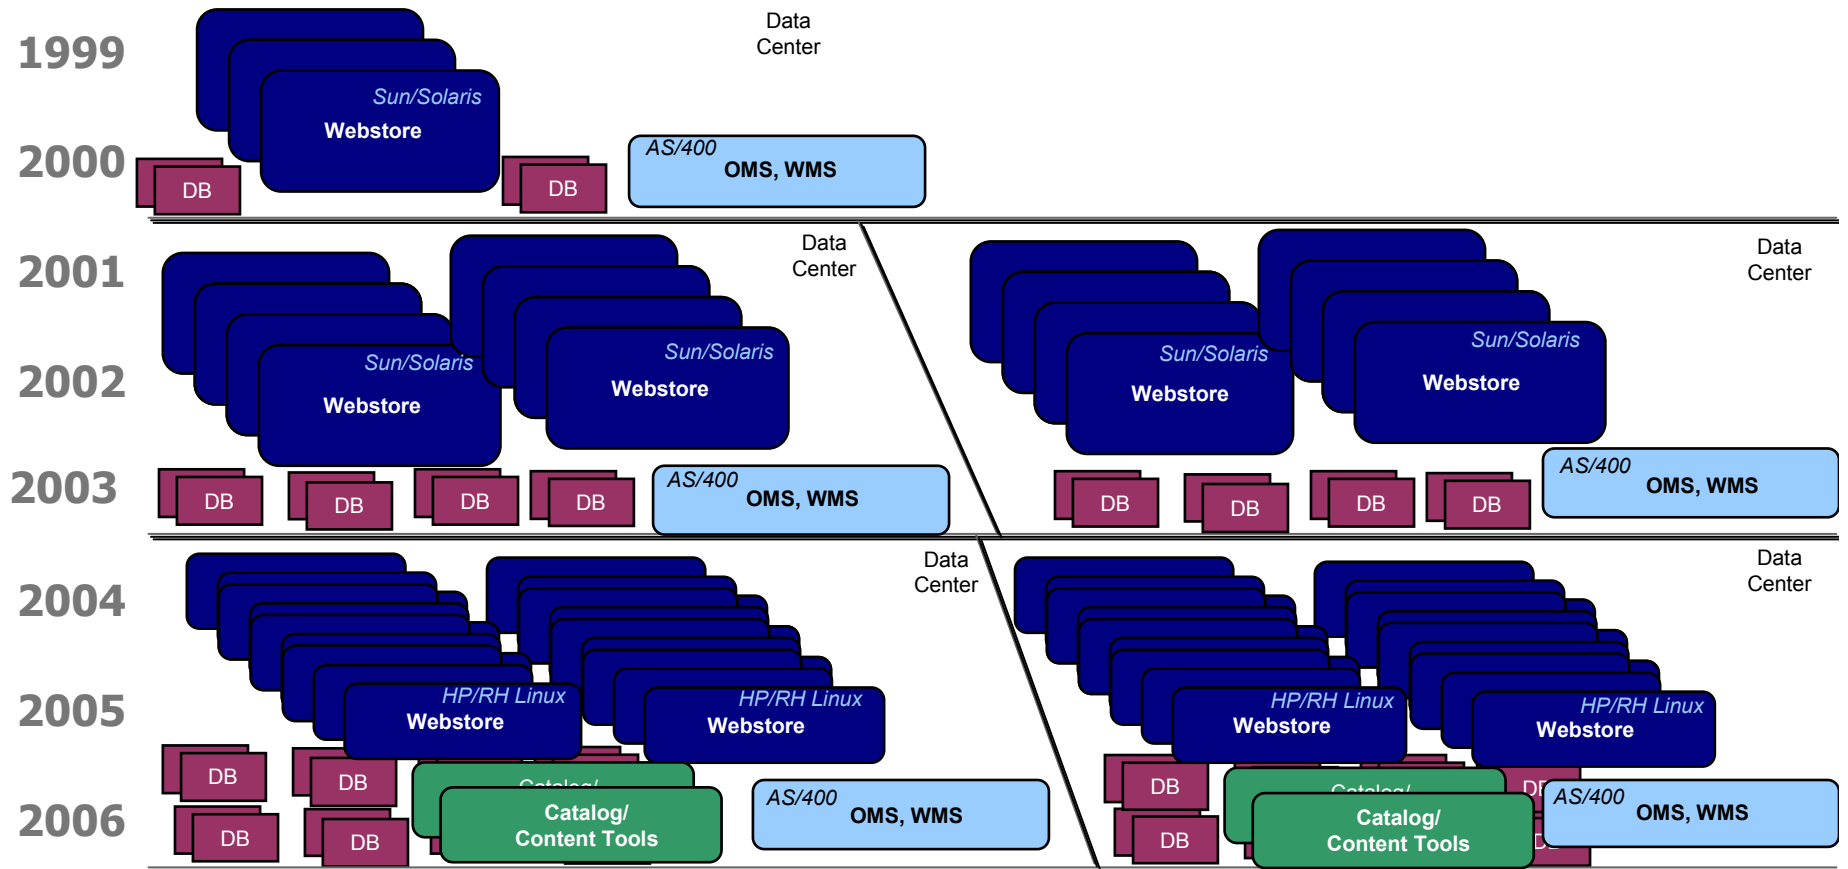 1999
Data
Center
Sun/Solaris
Webstore
2000
AS/400
OMS, WMS
DB
DB
2001
Data
Center
Data
Center
Sun/Solaris
Webstore
Sun/Solaris
Webstore
Sun/Solaris
Webstore
Sun/Solaris
Webstore
2002
2003
DB
DB
DB
DB
AS/400
OMS, WMS
DB
DB
DB
DB
AS/400
OMS, WMS
2004
Data
Center
Data
Center
2005
HP/RH Linux
Webstore
HP/RH Linux
Webstore
HP/RH Linux
Webstore
HP/RH Linux
Webstore
DB
DB
Catalog/
DB
Catalog/
DB
2006
DB
DB
Catalog/
Content Tools
AS/400
OMS, WMS
DB
Catalog/
Content Tools
DB
AS/400
OMS, WMS